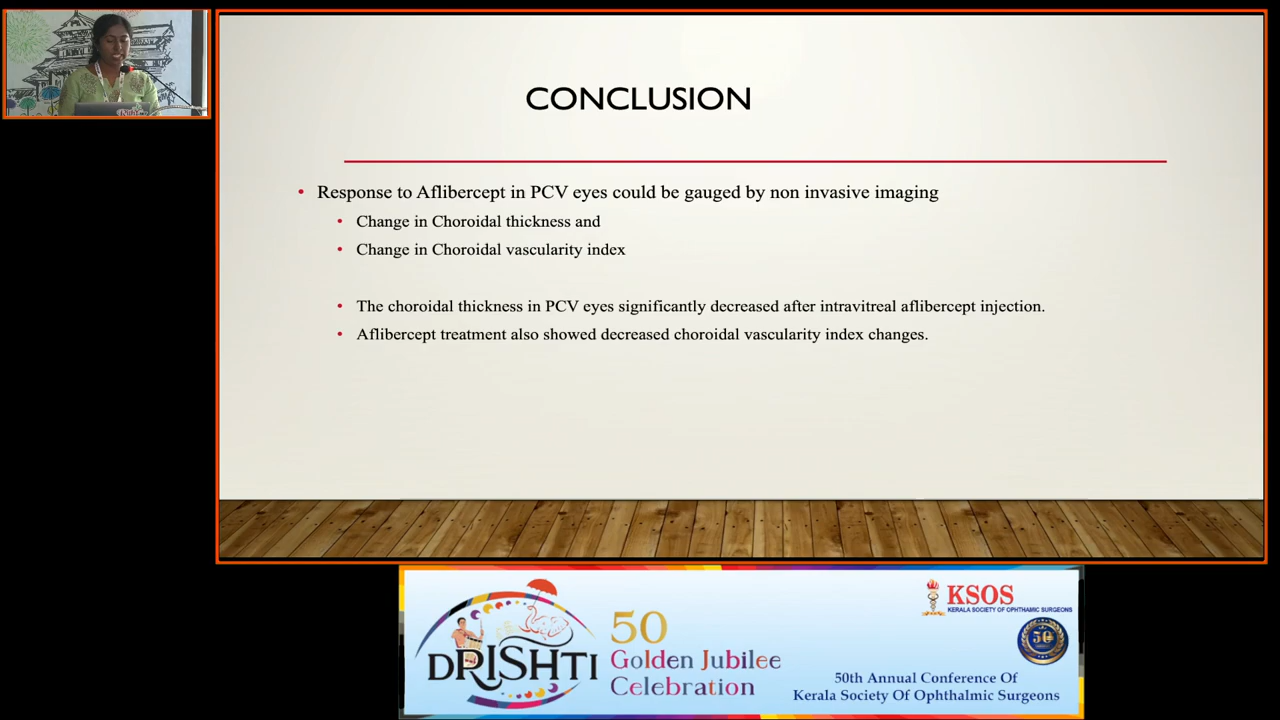 CONCLUSION
• Response to Aflibercept in PCV eyes could be gauged by non invasive imaging
• Change in Choroidal thickness and
• Change in Choroidal vascularity index
• The choroidal thickness in PCV eyes significantly decreased after intravitreal aflibercept injection.
• Aflibercept treatment also showed decreased choroidal vascularity index changes.
DRISHTI
50
Golden Jubilee
Celebration
KSOS
KERALA SOCIETY OF OPHTHAMIC SURGEONS
50
50th Annual Conference Of
Kerala Society Of Ophthalmic Surgeons